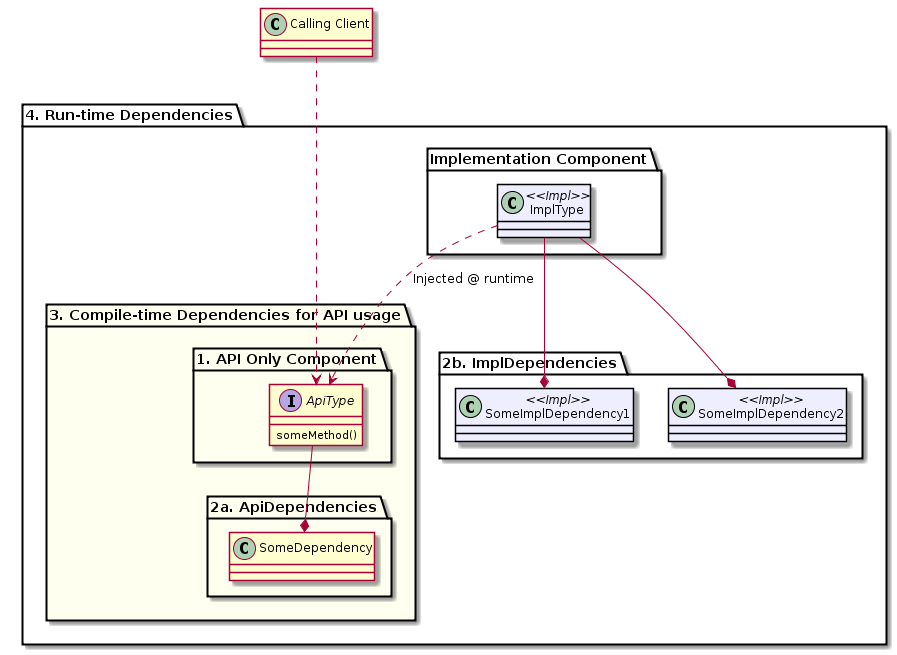 C Calling Client
4. Run-time Dependencies
Implementation Component
C <<Impl>>
ImplType
Injected @ runtime
3. Compile-time Dependencies for API usage
1. API Only Component
I ApiType
someMethod()
2b. ImplDependencies
C <<Impl>>
SomeImplDependency1
C <<Impl>>
SomeImplDependency2
2a. ApiDependencies
C SomeDependency